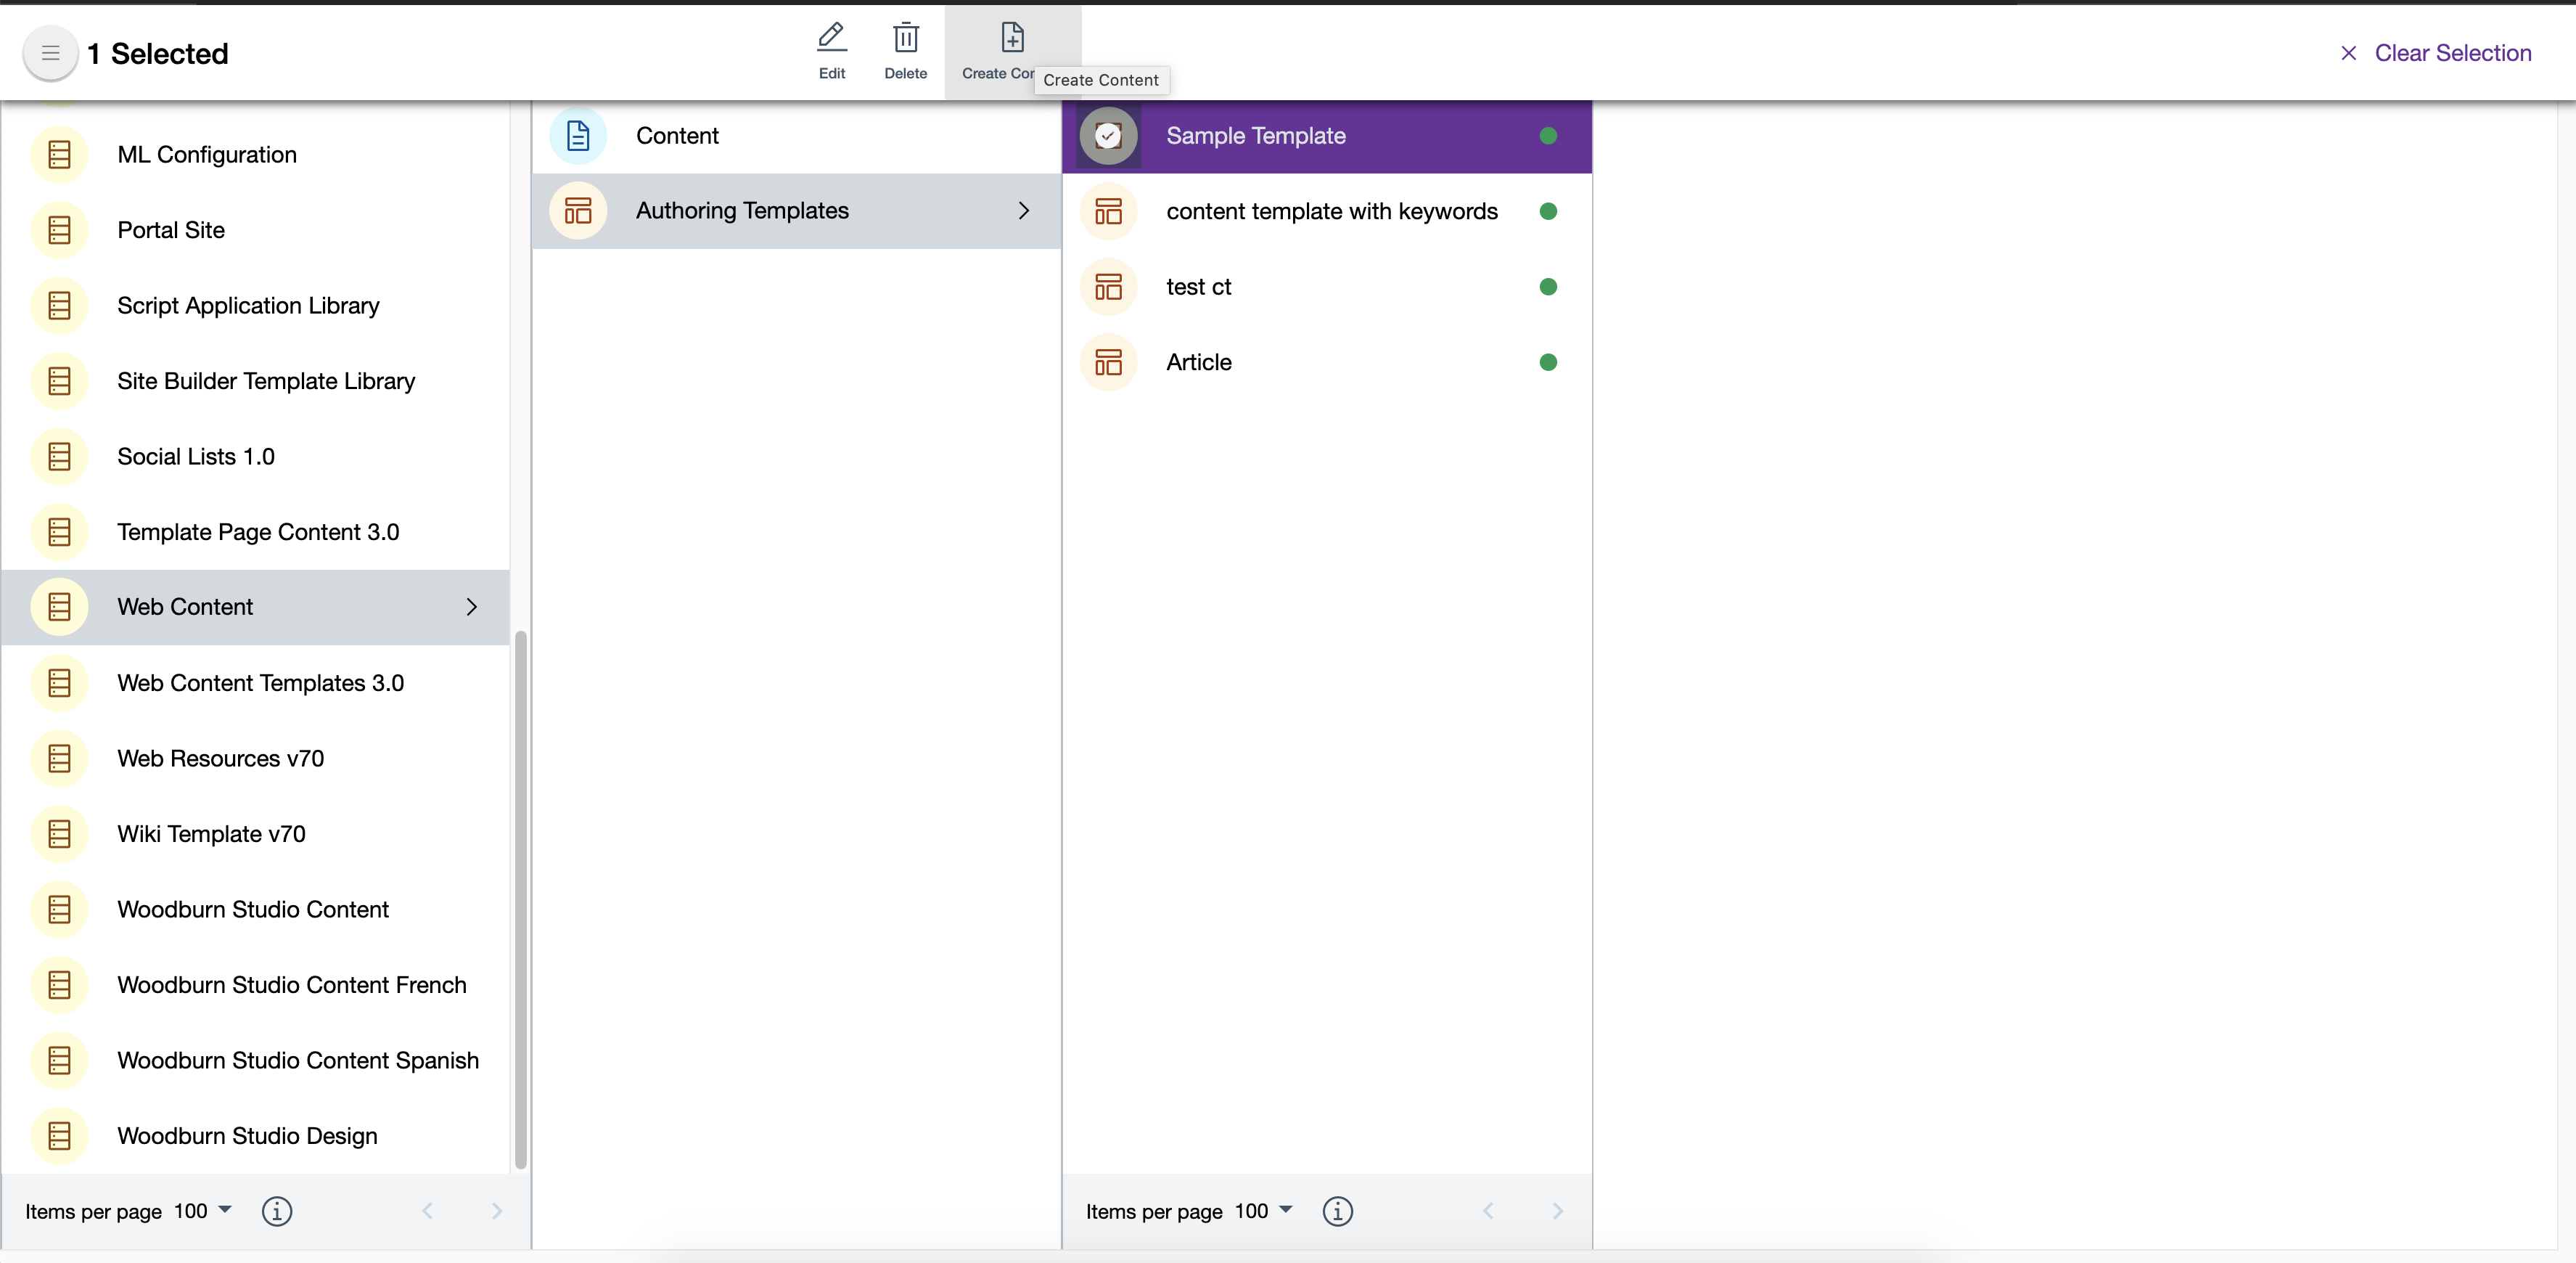 1 Selected
Edit
Delete
Create Cor
Create Content
Clear Selection
ML Configuration
Portal Site
Script Application Library
Site Builder Template Library
Social Lists 1.0
Template Page Content 3.0
Web Content
Web Content Templates 3.0
Web Resources v70
Wiki Template v70
Woodburn Studio Content
Woodburn Studio Content French
Woodburn Studio Content Spanish
Woodburn Studio Design
Items per page 100
Content
Authoring Templates
Sample Template
content template with keywords
test ct
Article
Items per page 100